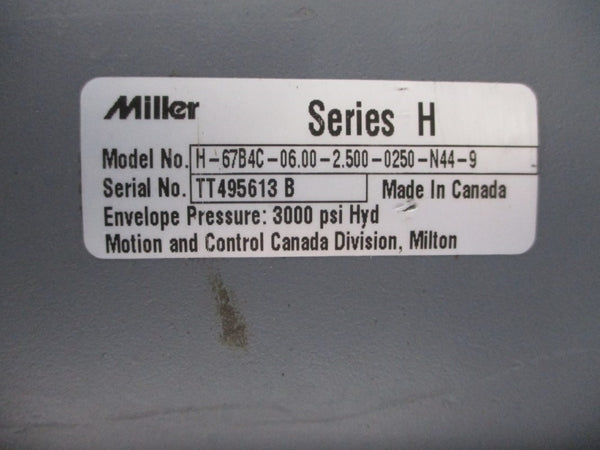 Miller Series H
Model No. H-67B4C-06.00-2.500-0250-N44-9
Serial No. TT495613 B Made In Canada
Envelope Pressure: 3000 psi Hyd
Motion and Control Canada Division, Milton